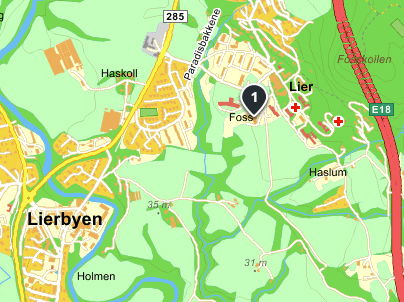 285
Paradisbakkene
Fosskollen
Haskoll
Lier
1
E18
Foss
Haslum
35 m
Lierbyen
31 m
Holmen